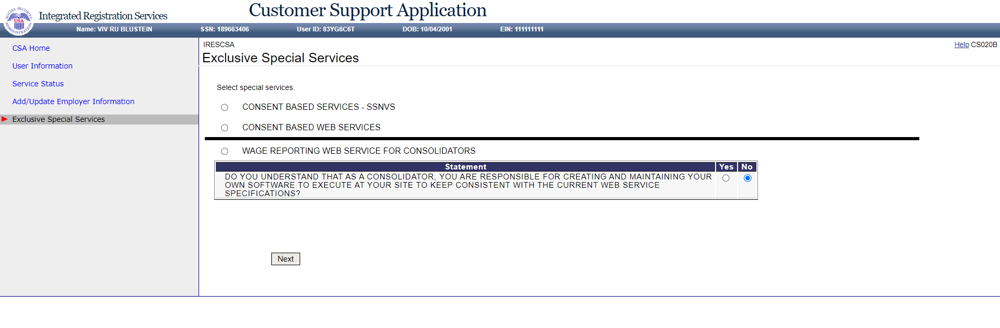 Customer Support Application
SOCIAL SECURITY ADMINISTRATION
USA
Integrated Registration Services
Name: VIV RU BLUSTEIN SSN: 189663406 User ID: 83YG6C6T DOB: 10/04/2001 EIN: 111111111
CSA Home
User Information
Service Status
Add/Update Employer Information
Exclusive Special Services
IRESCSA
Help CS020B
Exclusive Special Services
Select special services.
CONSENT BASED SERVICES - SSNVS
CONSENT BASED WEB SERVICES
WAGE REPORTING WEB SERVICE FOR CONSOLIDATORS
Statement Yes No
DO YOU UNDERSTAND THAT AS A CONSOLIDATOR, YOU ARE RESPONSIBLE FOR CREATING AND MAINTAINING YOUR
OWN SOFTWARE TO EXECUTE AT YOUR SITE TO KEEP CONSISTENT WITH THE CURRENT WEB SERVICE
SPECIFICATIONS?
Next